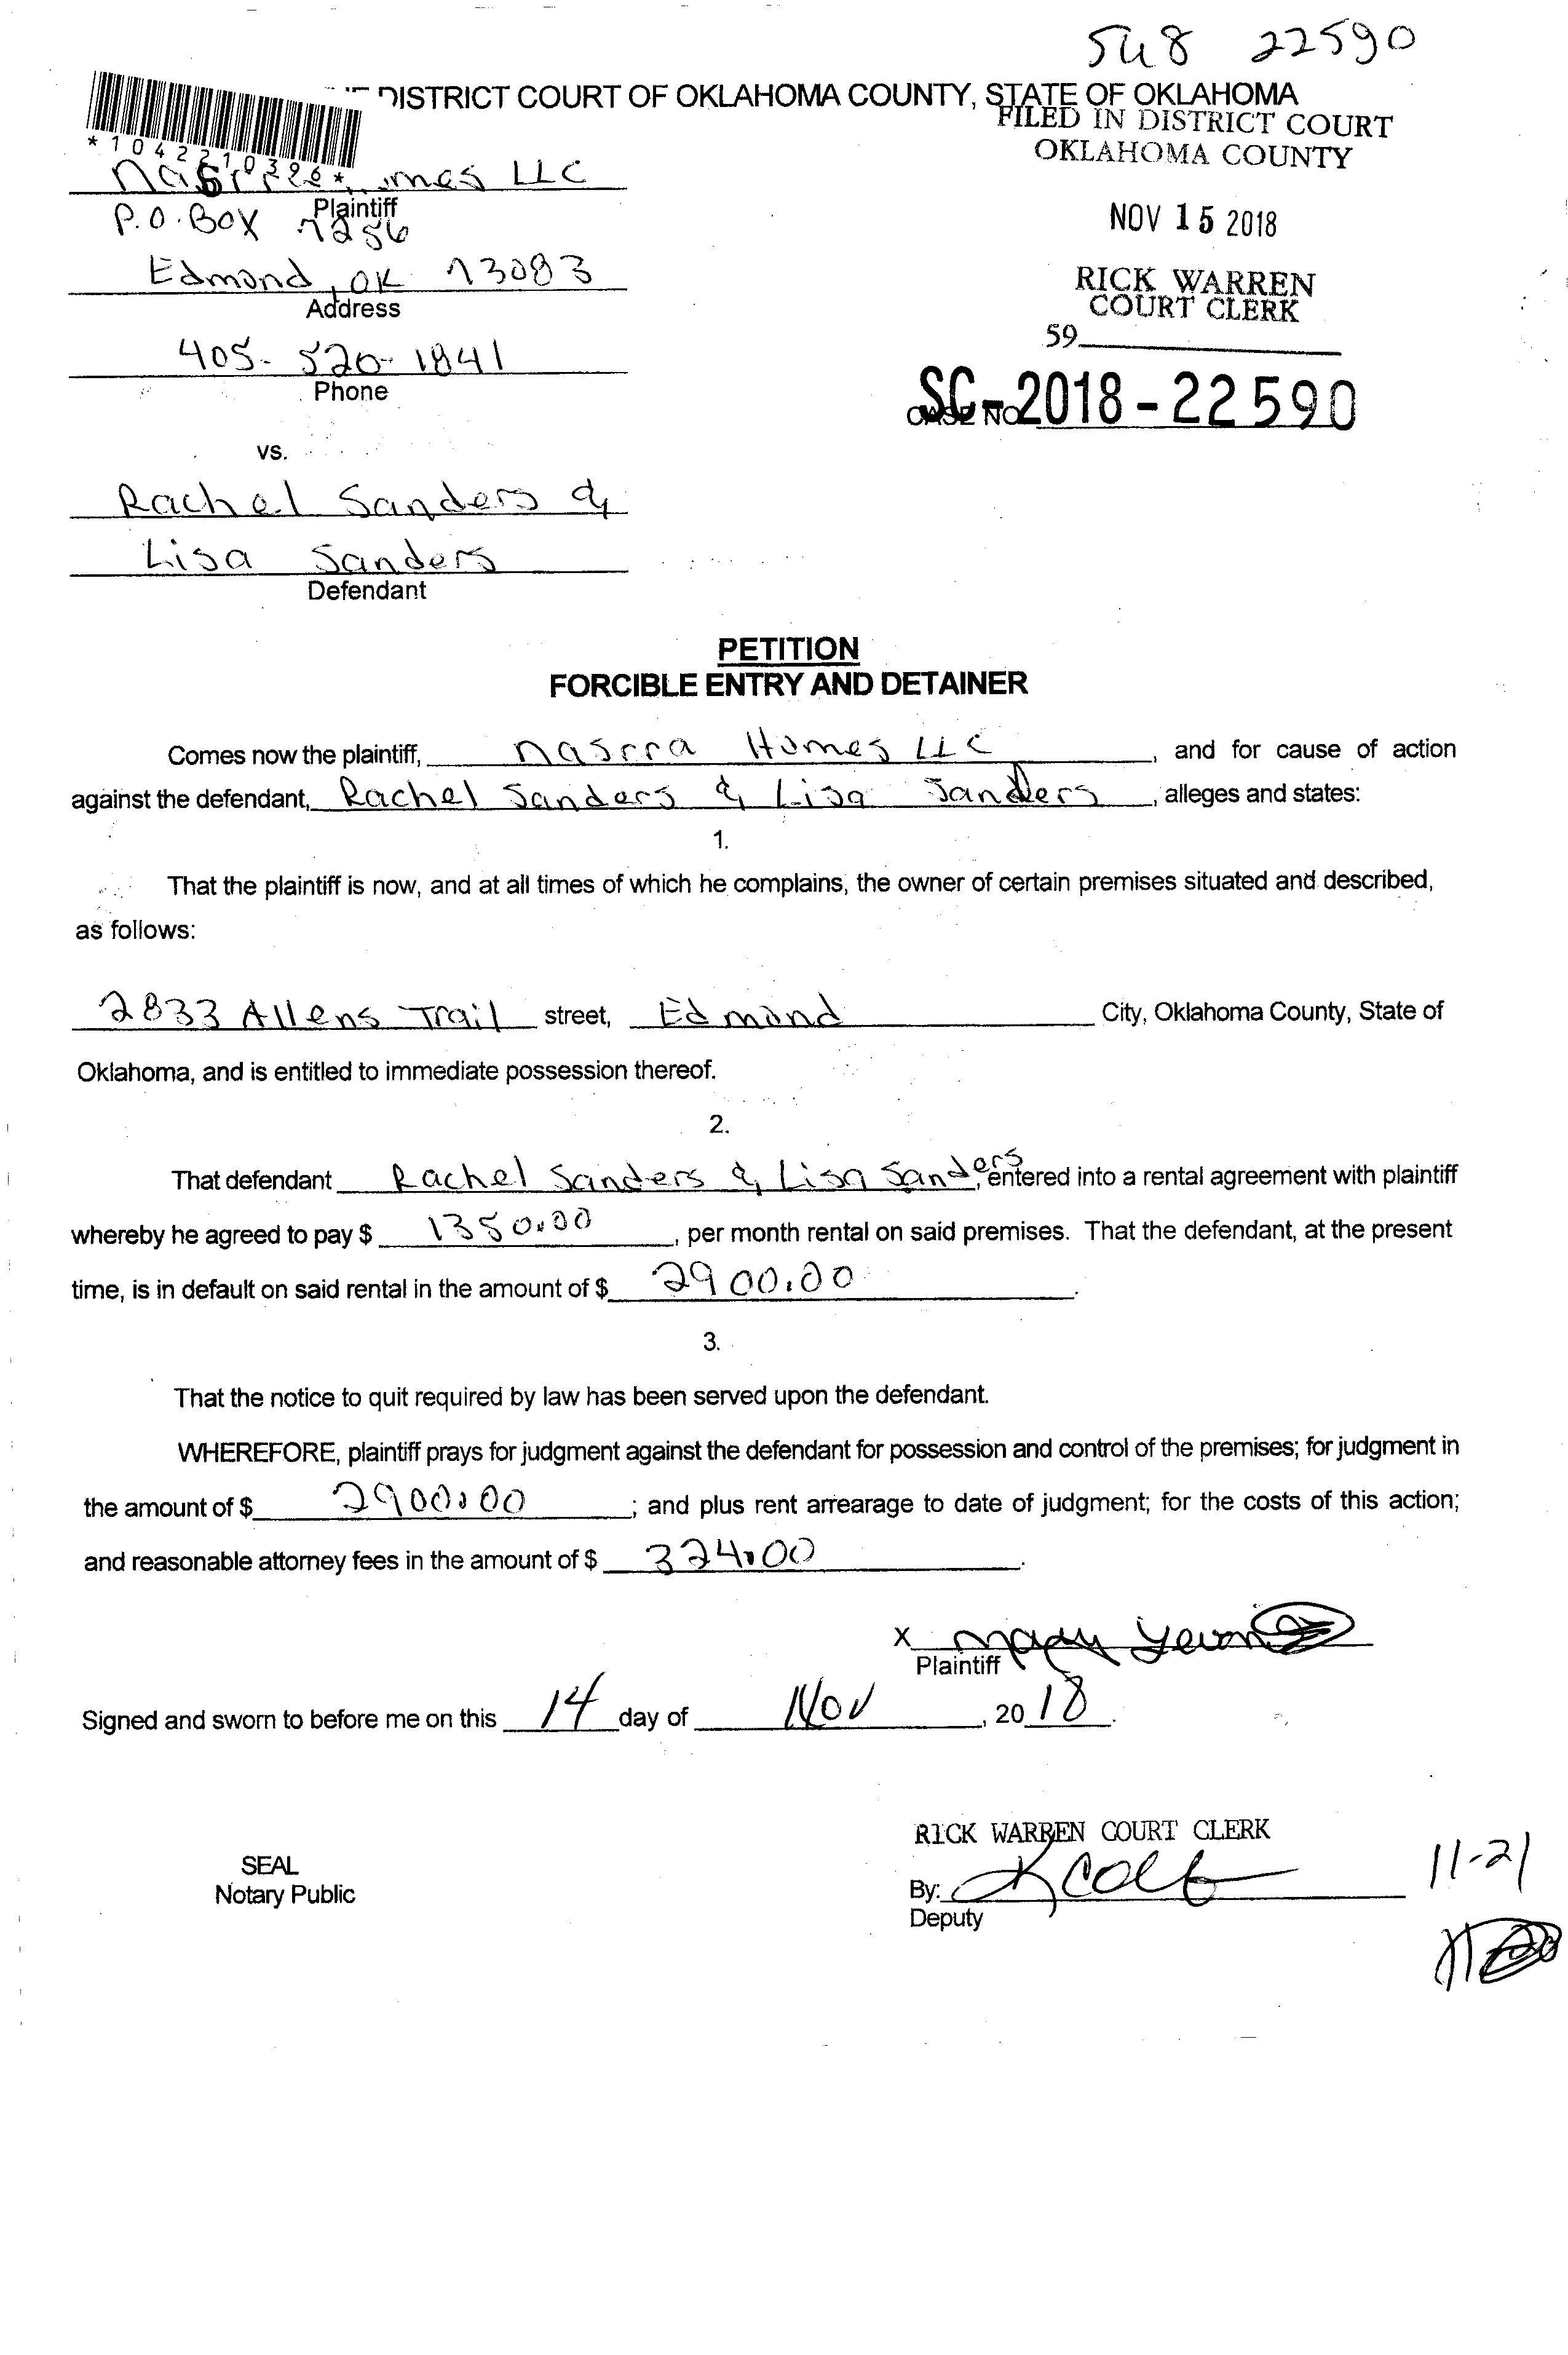 548 22590
DISTRICT COURT OF OKLAHOMA COUNTY, STATE OF OKLAHOMA
FILED IN DISTRICT COURT
OKLAHOMA COUNTY
*1042210326*
LLC
Plaintiff
P.O. Box 7256
NOV 15 2018
Edmond, OK 73083
Address
RICK WARREN
COURT CLERK
59
405-520-1841
Phone
CASE NO. SC-2018-22590
vs.
Rachel Sanders &
Lisa Sanders
Defendant
PETITION
FORCIBLE ENTRY AND DETAINER
Comes now the plaintiff, Nasrra Homes LLC, and for cause of action
against the defendant, Rachel Sanders & Lisa Sanders, alleges and states:
1.
That the plaintiff is now, and at all times of which he complains, the owner of certain premises situated and described,
as follows:
2833 Allens Trail street, Edmond City, Oklahoma County, State of
Oklahoma, and is entitled to immediate possession thereof.
2.
That defendant Rachel Sanders & Lisa Sanders, entered into a rental agreement with plaintiff
whereby he agreed to pay $ 1350.00, per month rental on said premises. That the defendant, at the present
time, is in default on said rental in the amount of $ 2900.00.
3.
That the notice to quit required by law has been served upon the defendant.
WHEREFORE, plaintiff prays for judgment against the defendant for possession and control of the premises; for judgment in
the amount of $ 2900.00; and plus rent arrearage to date of judgment; for the costs of this action;
and reasonable attorney fees in the amount of $ 324.00.
X
Plaintiff
Signed and sworn to before me on this 14 day of Nov, 2018.
RICK WARREN COURT CLERK
SEAL
Notary Public
By:
Deputy
11-21